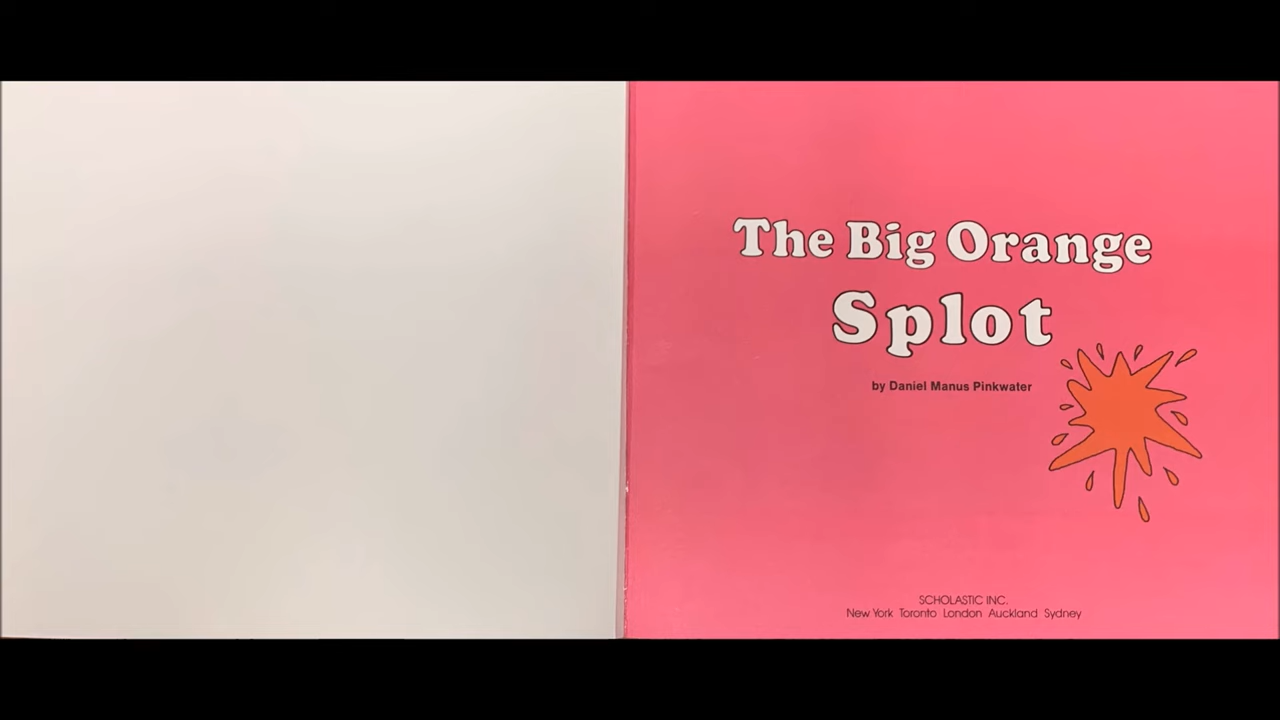 The Big Orange
Splot
by Daniel Manus Pinkwater
SCHOLASTIC INC.
New York Toronto London Auckland Sydney